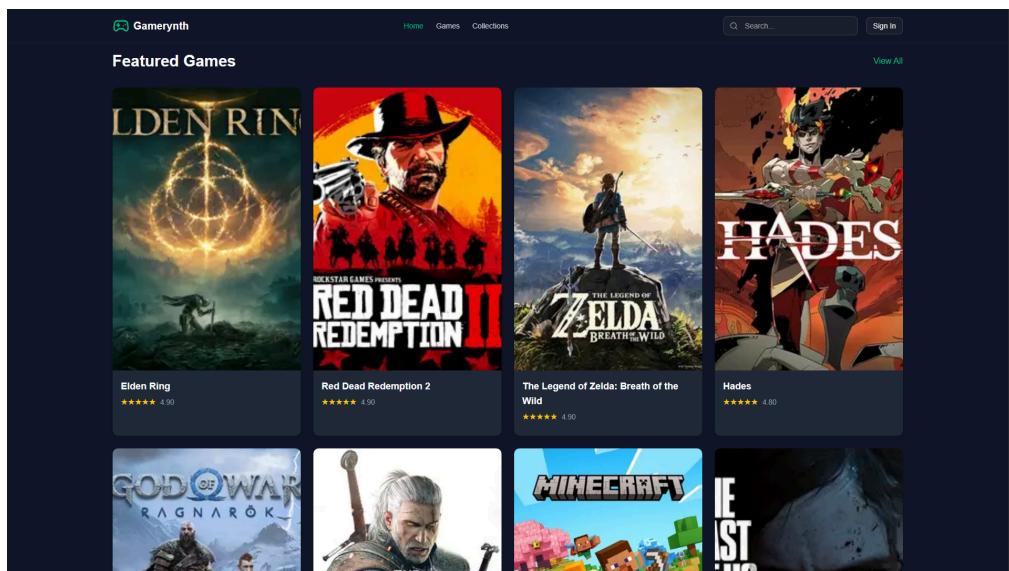 Gamerynth
Home Games Collections
Search...
Sign In
Featured Games
View All
ELDEN RING
ROCKSTAR GAMES PRESENTS
RED DEAD
REDEMPTION II
THE LEGEND OF
ZELDA
BREATH OF THE WILD
HADES
Elden Ring
★★★★★ 4.90
Red Dead Redemption 2
★★★★★ 4.90
The Legend of Zelda: Breath of the
Wild
★★★★★ 4.90
Hades
★★★★★ 4.80
GOD OF WAR
RAGNARÖK
MINECRAFT